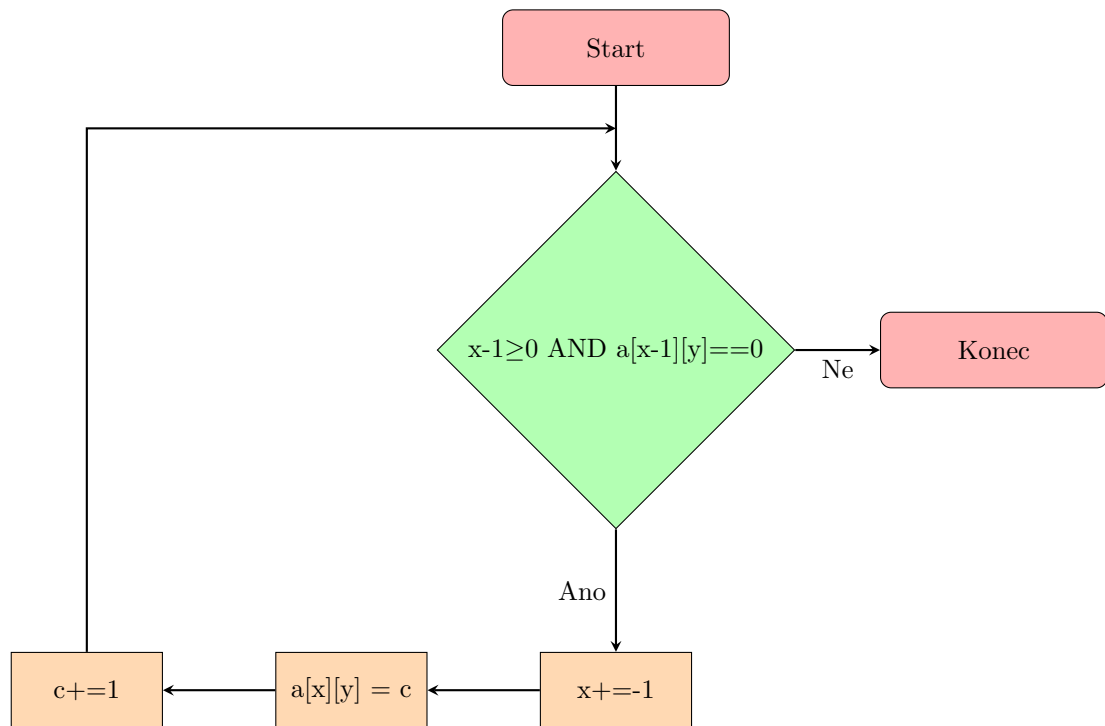 Start
x-1≥0 AND a[x-1][y]==0
Ne
Konec
Ano
c+=1
a[x][y] = c
x+=-1